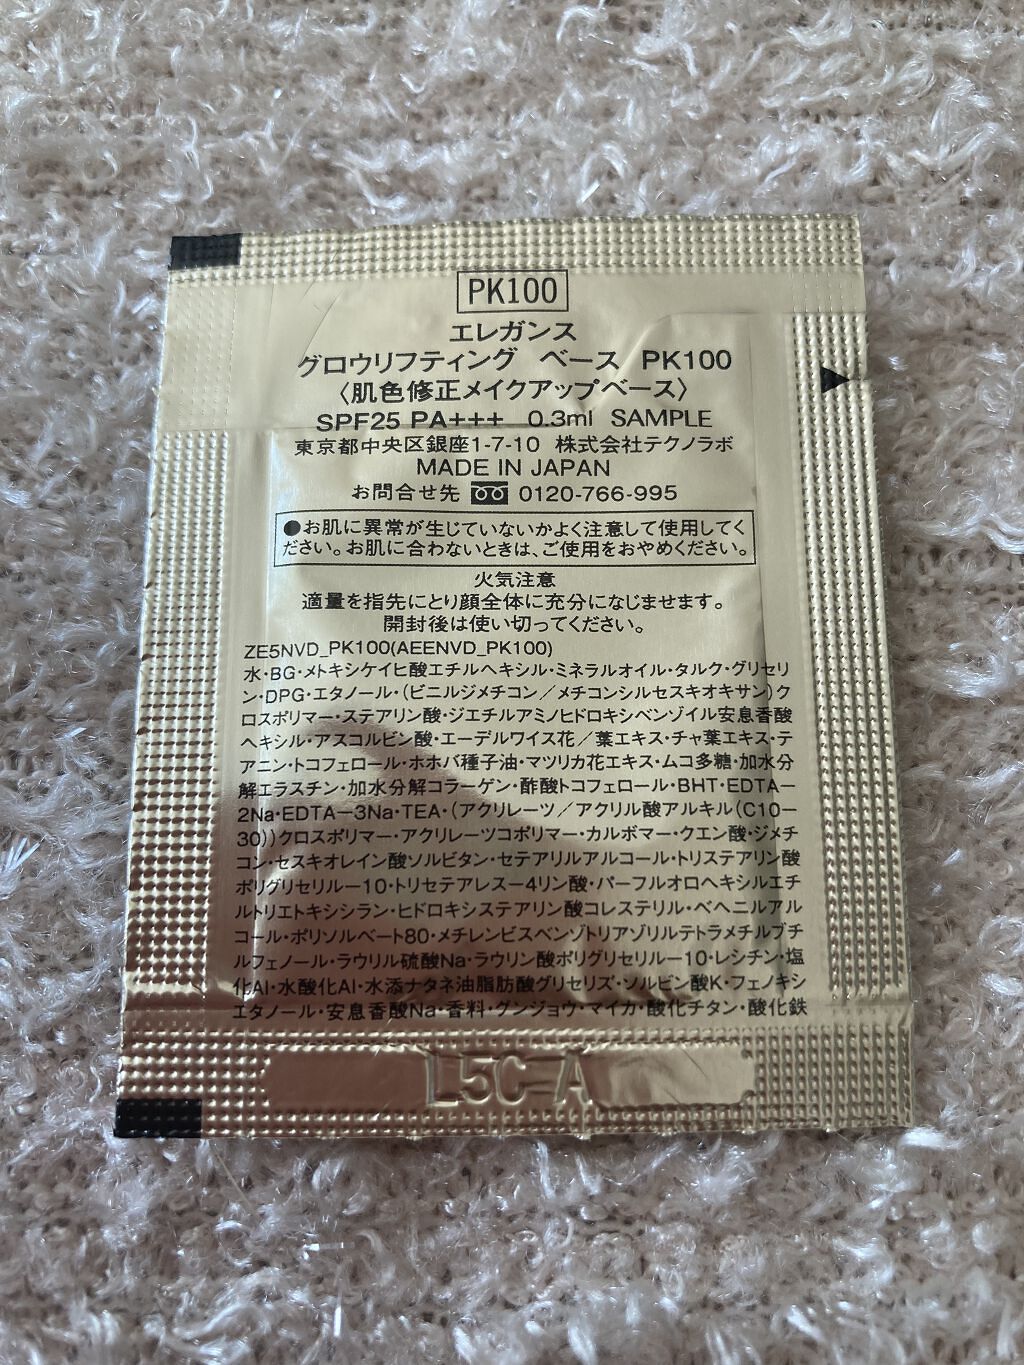 PK100
エレガンス
グロウリフティング ベース PK100
〈肌色修正メイクアップベース〉
SPF25 PA+++ 0.3ml SAMPLE
東京都中央区銀座1-7-10 株式会社テクノラボ
MADE IN JAPAN
お問合せ先 0120-766-995
●お肌に異常が生じていないかよく注意して使用してく
ださい。お肌に合わないときは、ご使用をおやめください。
火気注意
適量を指先にとり顔全体に充分になじませます。
開封後は使い切ってください。
ZE5NVD_PK100(AEENVD_PK100)
水・BG・メトキシケイヒ酸エチルヘキシル・ミネラルオイル・タルク・グリセリ
ン・DPG・エタノール・(ビニルジメチコン/メチコンシルセスキオキサン)ク
ロスポリマー・ステアリン酸・ジエチルアミノヒドロキシベンゾイル安息香酸
ヘキシル・アスコルビン酸・エーデルワイス花/葉エキス・チャ葉エキス・テ
アニン・トコフェロール・ホホバ種子油・マツリカ花エキス・ムコ多糖・加水分
解エラスチン・加水分解コラーゲン・酢酸トコフェロール・BHT・EDTA−
2Na・EDTA−3Na・TEA・(アクリレーツ/アクリル酸アルキル(C10−
30))クロスポリマー・アクリレーツコポリマー・カルボマー・クエン酸・ジメチ
コン・セスキオレイン酸ソルビタン・セテアリルアルコール・トリステアリン酸
ポリグリセリル−10・トリセテアレス−4リン酸・パーフルオロヘキシルエチ
ルトリエトキシシラン・ヒドロキシステアリン酸コレステリル・ベヘニルアル
コール・ポリソルベート80・メチレンビスベンゾトリアゾリルテトラメチルブチ
ルフェノール・ラウリル硫酸Na・ラウリン酸ポリグリセリル−10・レシチン・塩
化Al・水酸化Al・水添ナタネ油脂肪酸グリセリズ・ソルビン酸K・フェノキシ
エタノール・安息香酸Na・香料・グンジョウ・マイカ・酸化チタン・酸化鉄
L5C-A